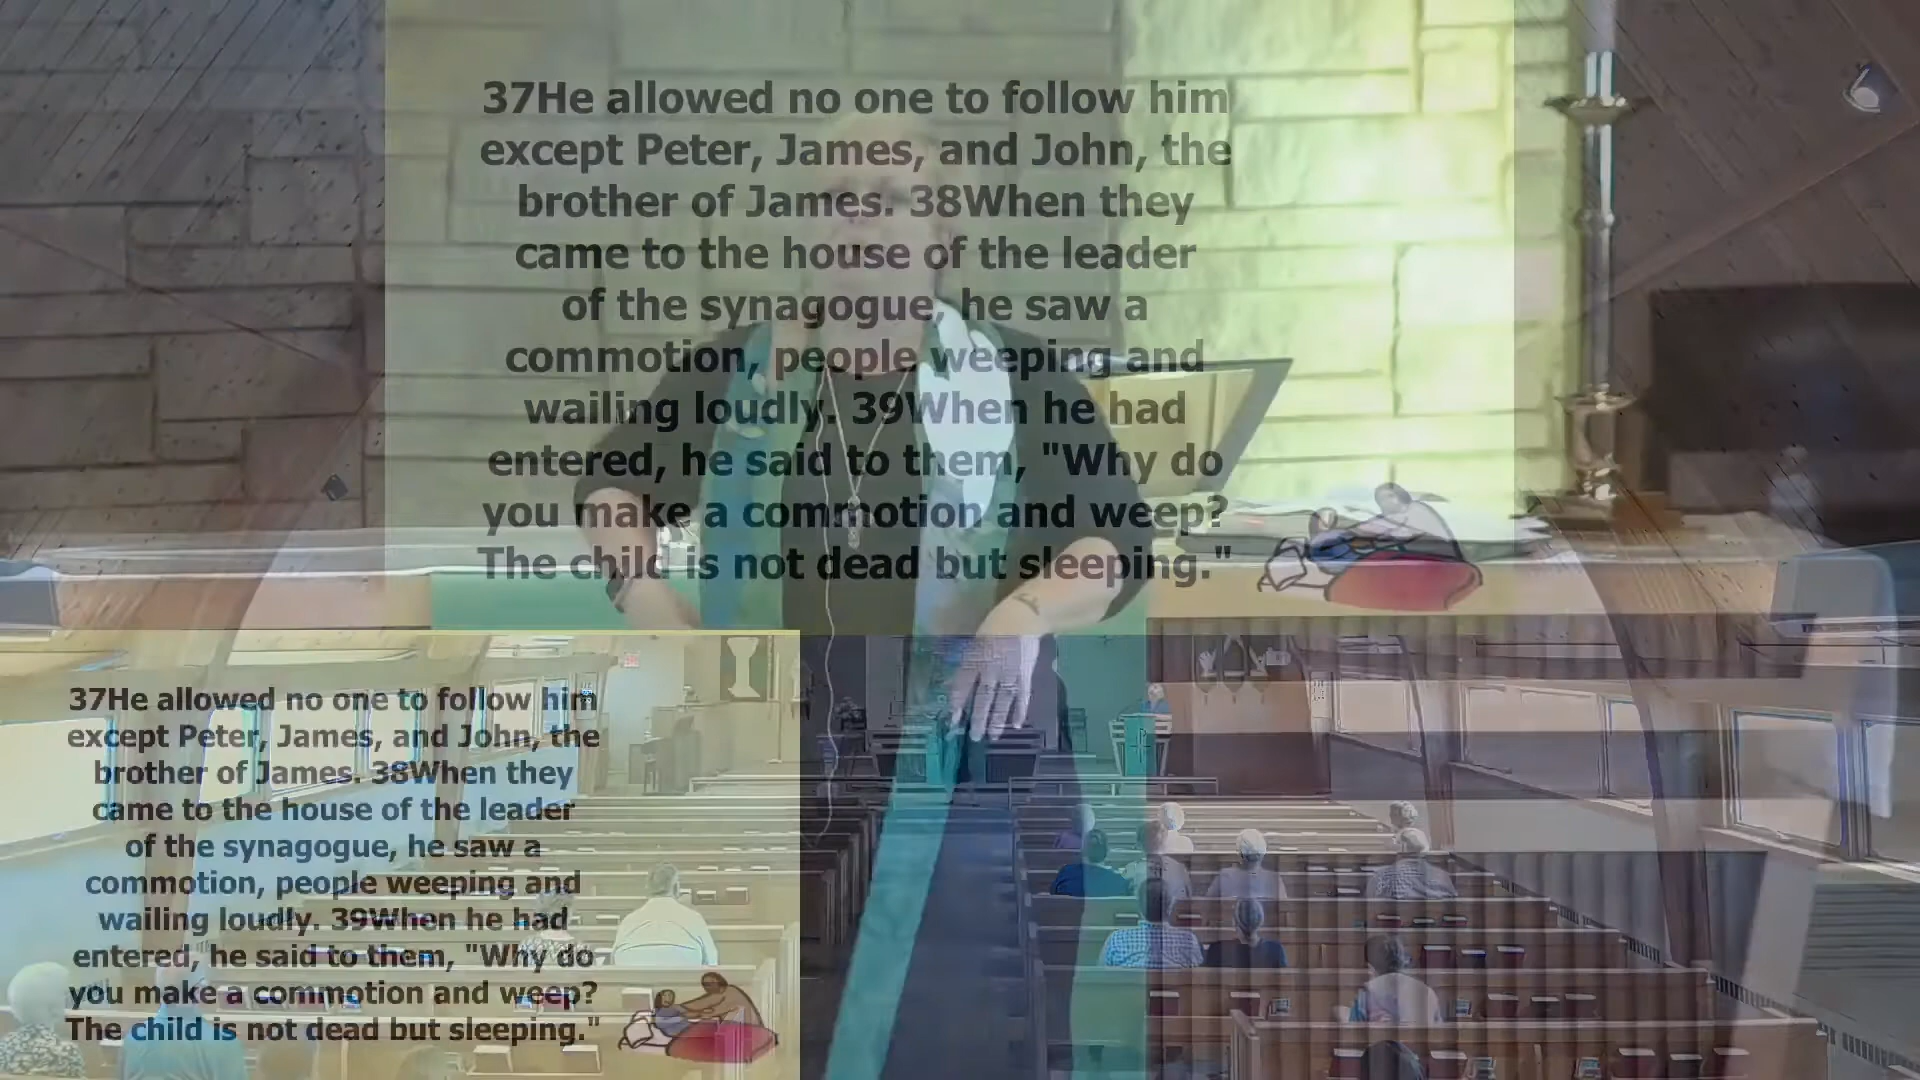 37He allowed no one to follow him
except Peter, James, and John, the
brother of James. 38When they
came to the house of the leader
of the synagogue, he saw a
commotion, people weeping and
wailing loudly. 39When he had
entered, he said to them, "Why do
you make a commotion and weep?
The child is not dead but sleeping."
37He allowed no one to follow him
except Peter, James, and John, the
brother of James. 38When they
came to the house of the leader
of the synagogue, he saw a
commotion, people weeping and
wailing loudly. 39When he had
entered, he said to them, "Why do
you make a commotion and weep?
The child is not dead but sleeping."